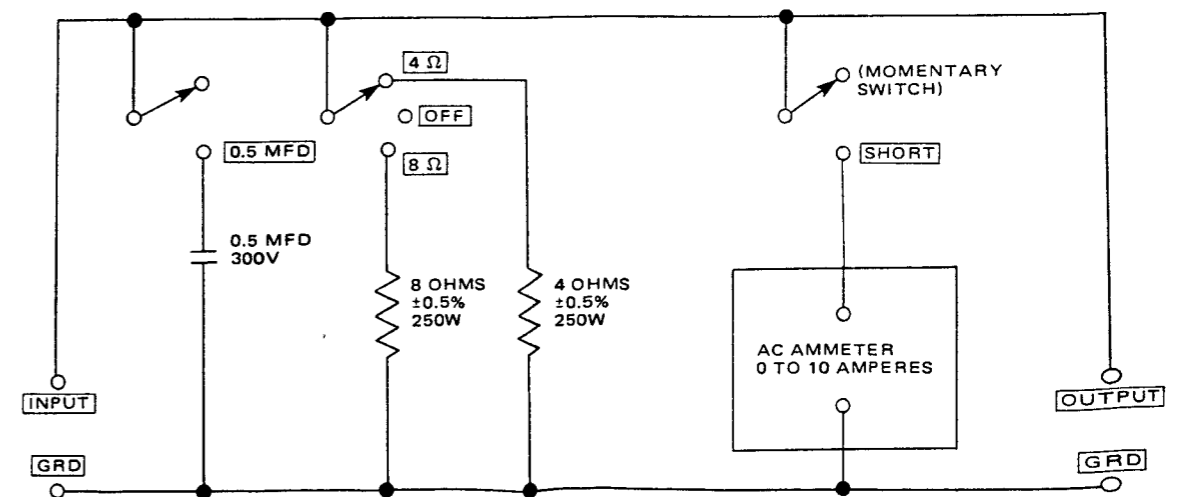 4 Ω
(MOMENTARY
SWITCH)
OFF
0.5 MFD
8 Ω
SHORT
0.5 MFD
300V
8 OHMS
±0.5%
250W
4 OHMS
±0.5%
250W
AC AMMETER
0 TO 10 AMPERES
INPUT
OUTPUT
GRD
GRD